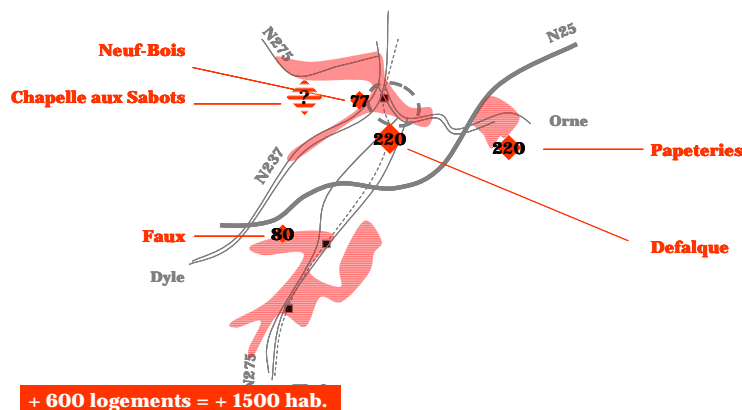 N275
N25
Neuf-Bois
Chapelle aux Sabots
?
77
Orne
220
220
Papeteries
N237
Faux
80
Defalque
Dyle
N275
+ 600 logements = + 1500 hab.